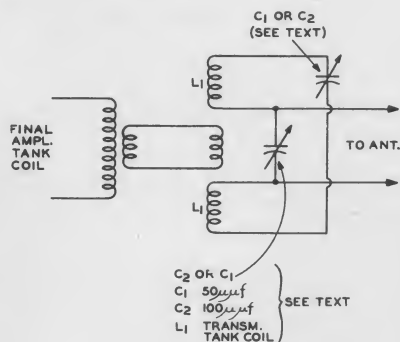 C₁ OR C₂
(SEE TEXT)
L₁
FINAL
AMPL.
TANK
COIL
TO ANT.
L₁
C₂ OR C₁
C₁ 50μμf
C₂ 100μμf
L₁ TRANSM.
TANK COIL
SEE TEXT